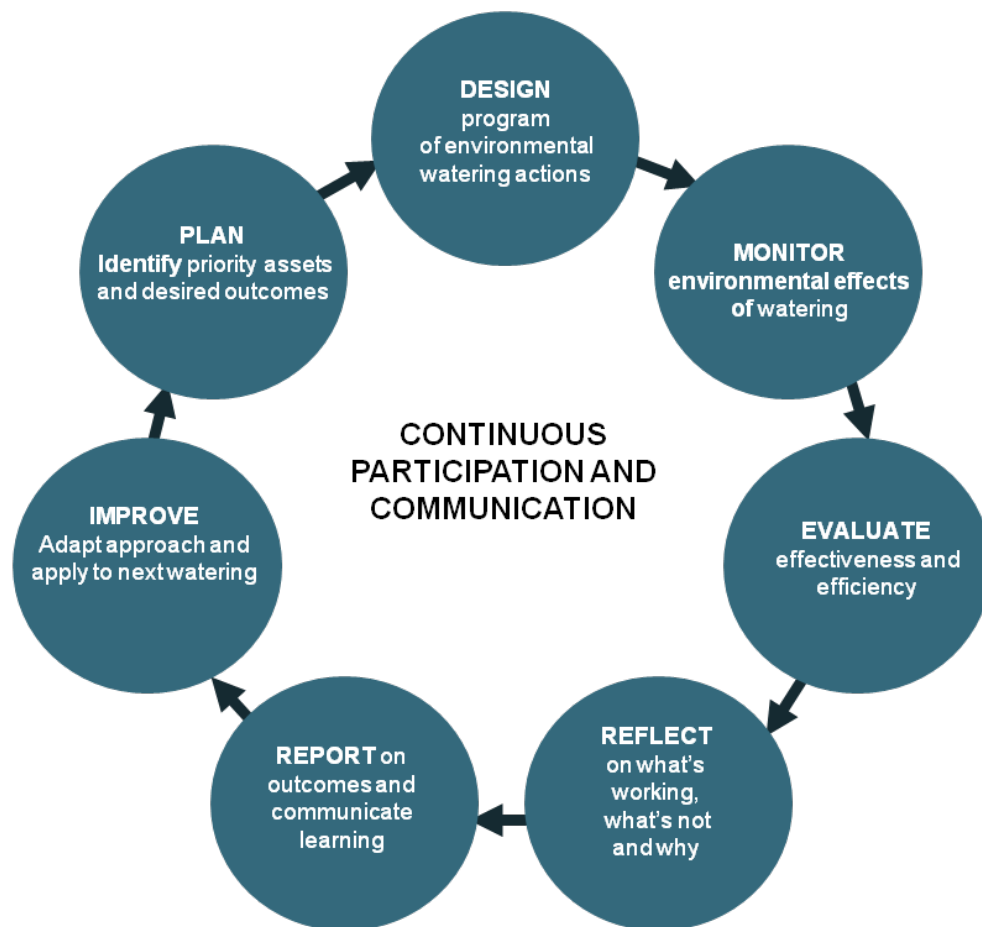 DESIGN
program
of environmental
watering actions
MONITOR
environmental effects
of watering
EVALUATE
effectiveness and
efficiency
REFLECT
on what's
working,
what's not
and why
REPORT on
outcomes and
communicate
learning
IMPROVE
Adapt approach and
apply to next watering
PLAN
Identify priority assets
and desired outcomes
CONTINUOUS
PARTICIPATION AND
COMMUNICATION